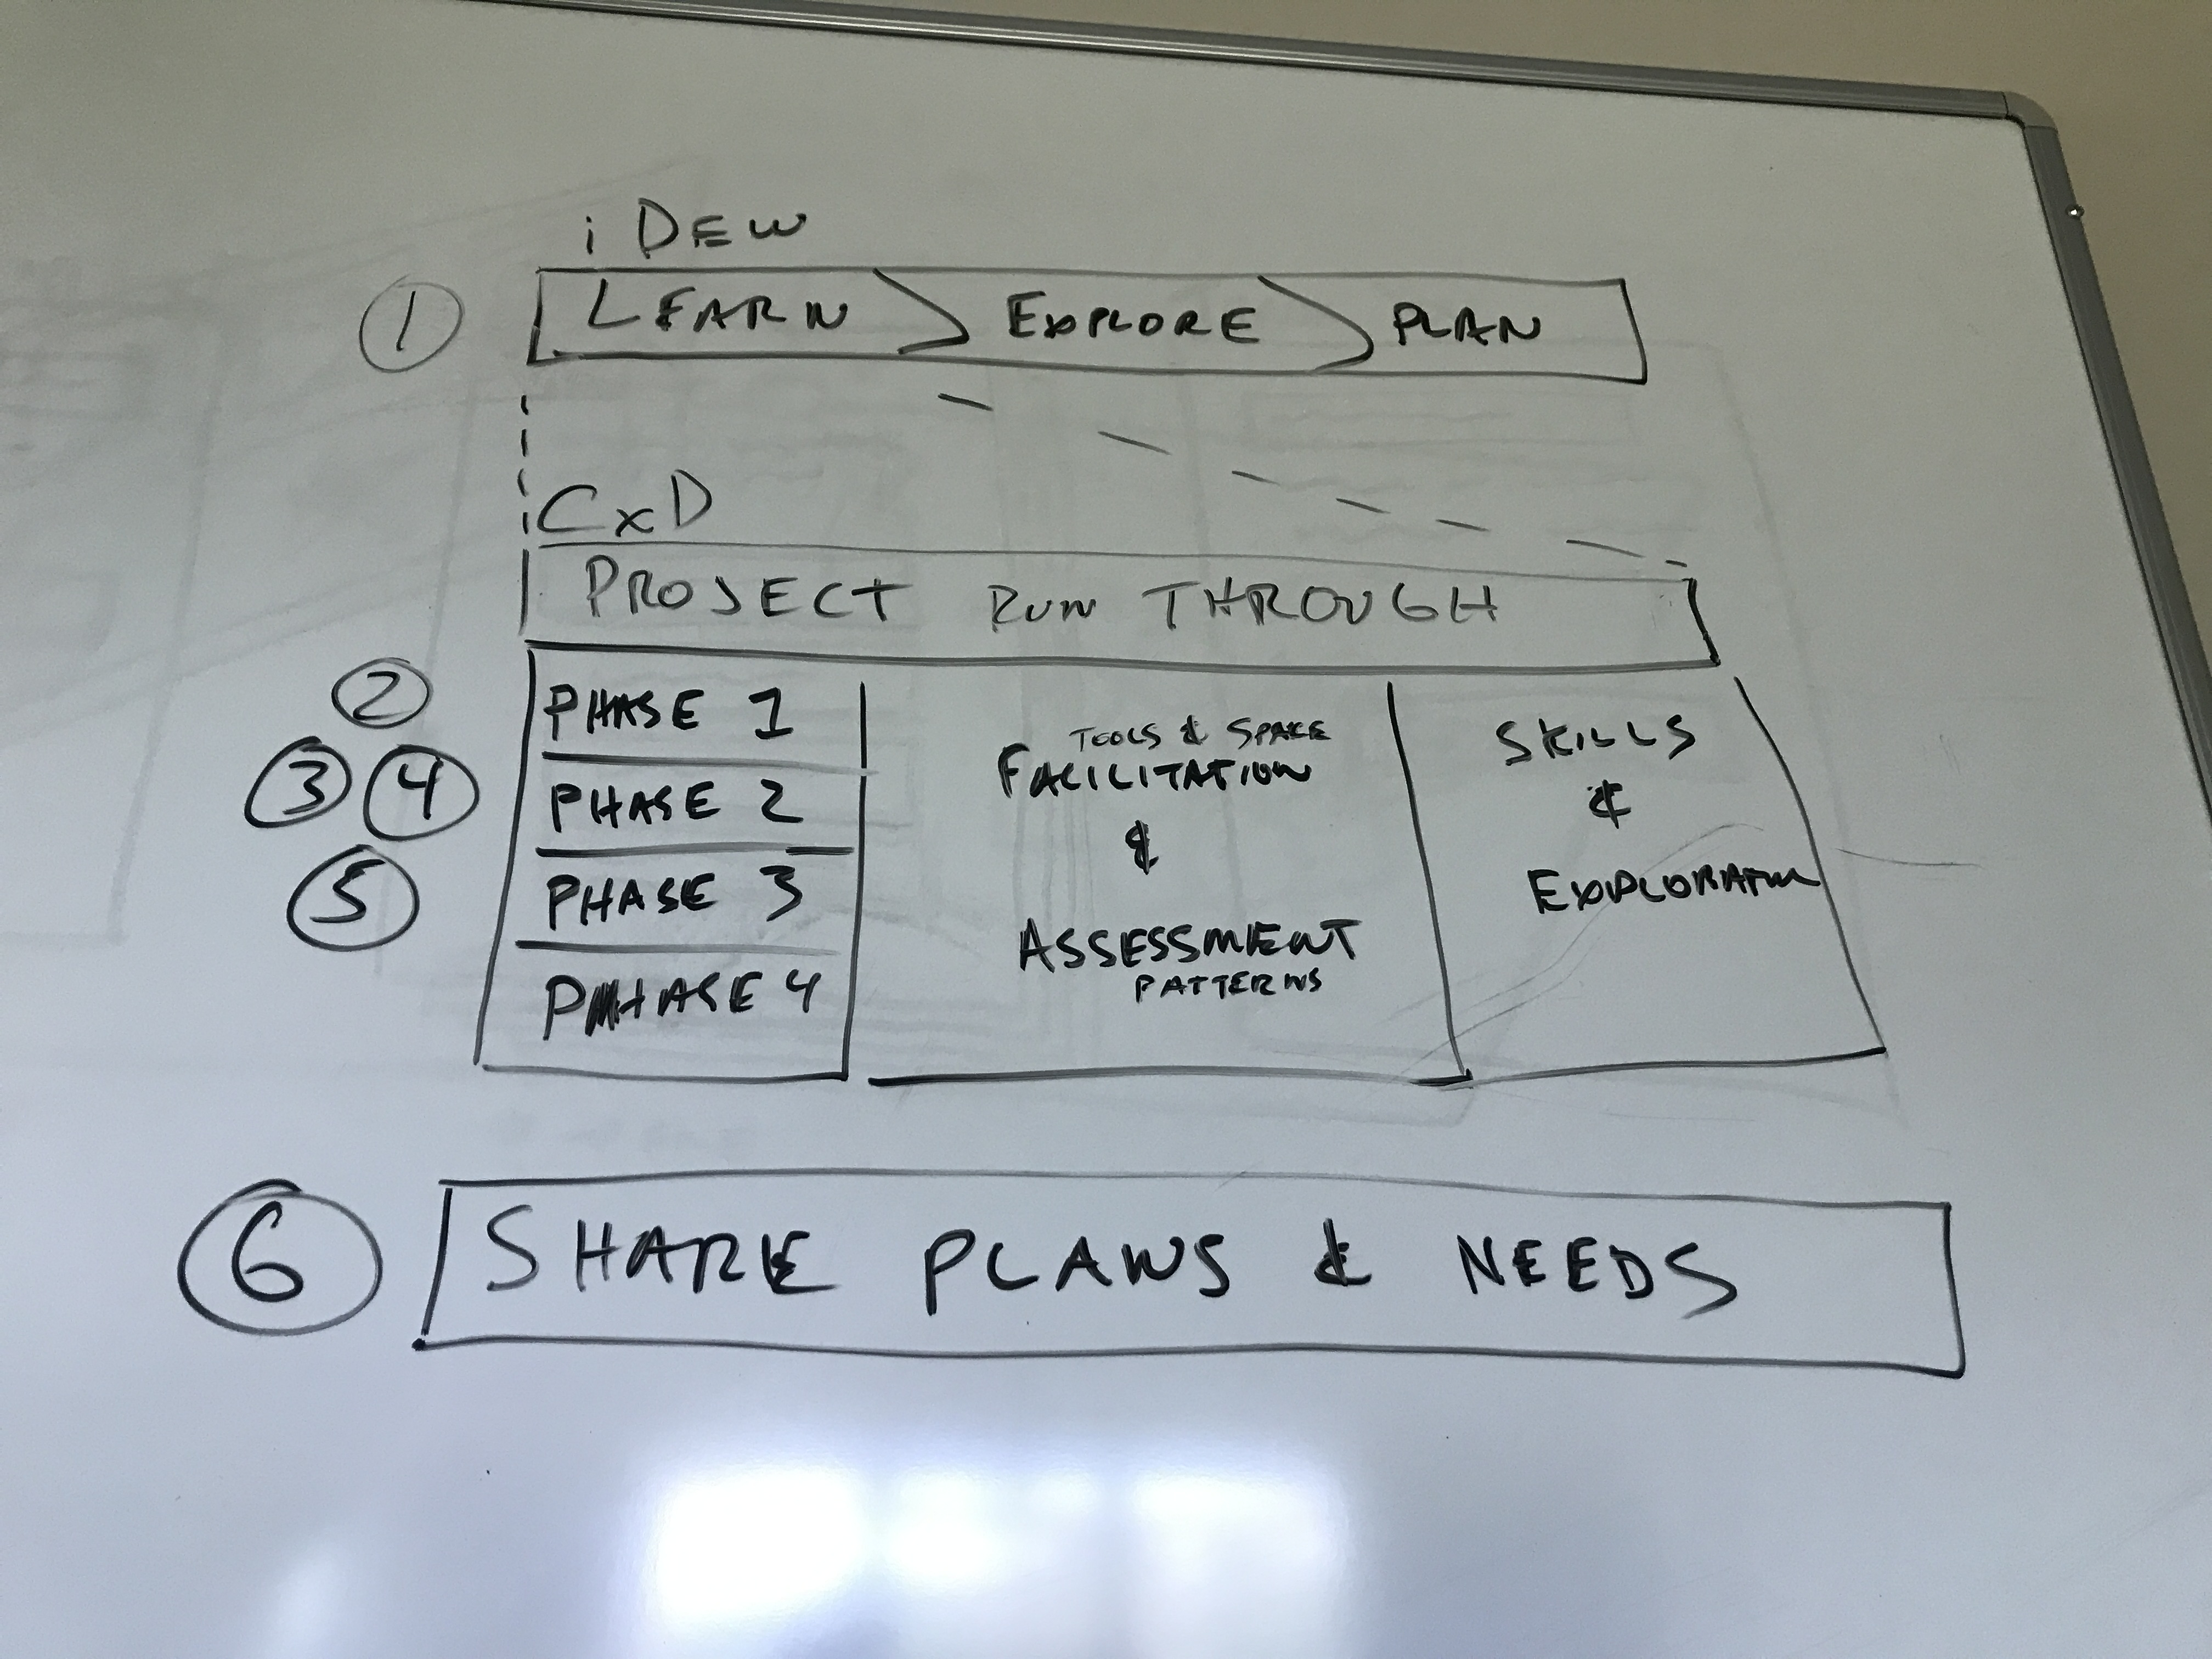 i DEW
1 LEARN EXPLORE PLAN
CxD
PROJECT RUN THROUGH
2 PHASE 1
3 4 PHASE 2
5 PHASE 3
PHASE 4
TOOLS & SPACE
FACILITATION
&
ASSESSMENT
PATTERNS
SKILLS
&
EXPLORATION
6 SHARE PLANS & NEEDS